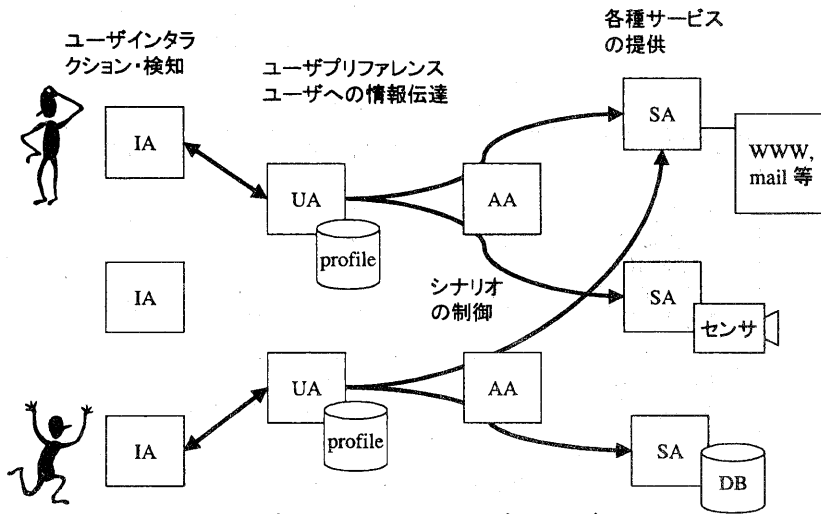 ユーザインタラ
クション・検知
ユーザプリファレンス
ユーザへの情報伝達
各種サービス
の提供
IA
UA
profile
AA
SA
WWW,
mail 等
IA
シナリオ
の制御
SA
センサ
IA
UA
profile
AA
SA
DB